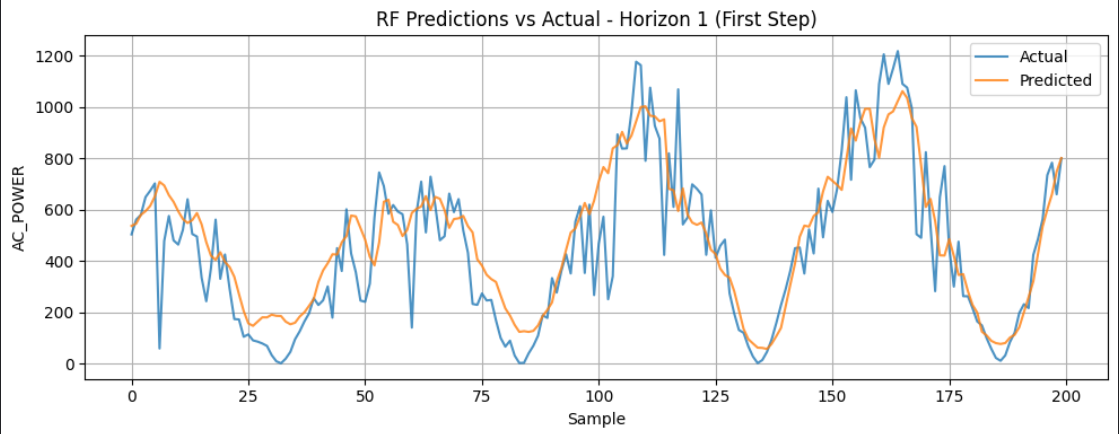 RF Predictions vs Actual - Horizon 1 (First Step)
Actual
Predicted
1200
1000
800
600
400
200
0
AC_POWER
0 25 50 75 100 125 150 175 200
Sample